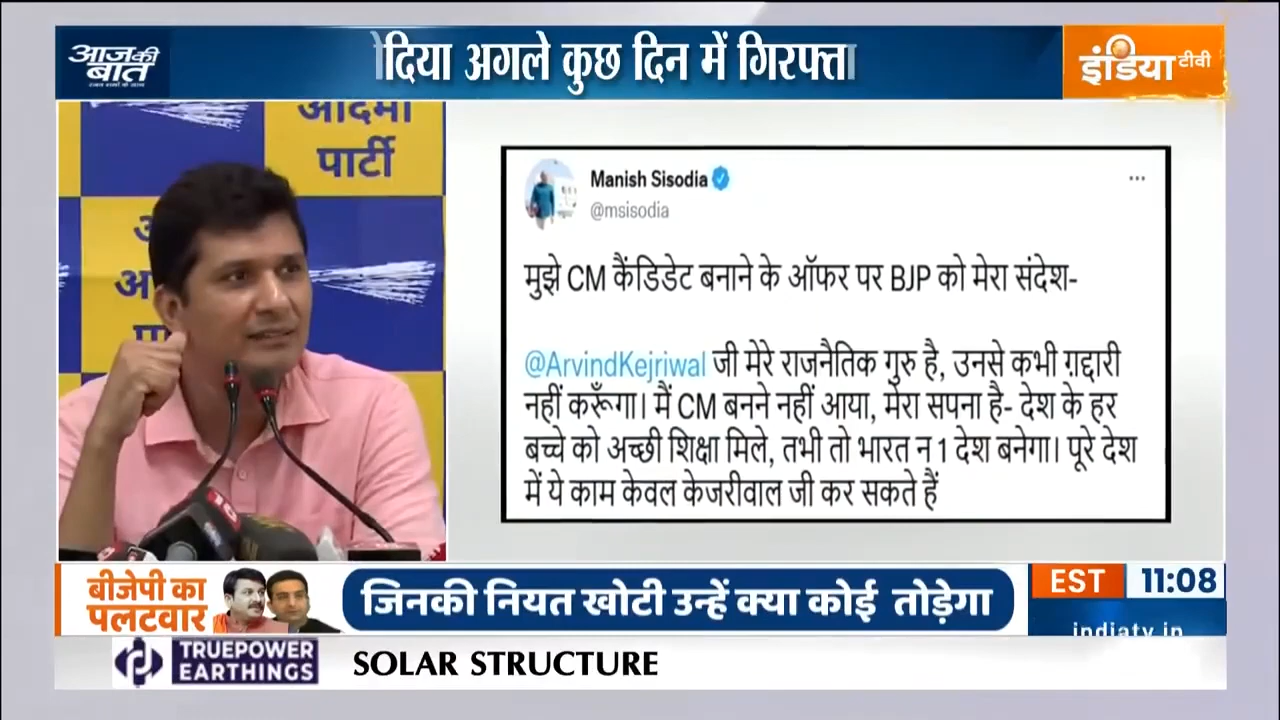 आज की
बात
ोदिया अगले कुछ दिन में गिरफ्ता
इंडिया टीवी
आदमी
पार्टी
Manish Sisodia
@msisodia
मुझे CM कैंडिडेट बनाने के ऑफर पर BJP को मेरा संदेश-
@ArvindKejriwal जी मेरे राजनैतिक गुरु है, उनसे कभी ग़द्दारी
नहीं करूँगा। मैं CM बनने नहीं आया, मेरा सपना है- देश के हर
बच्चे को अच्छी शिक्षा मिले, तभी तो भारत न 1 देश बनेगा। पूरे देश
में ये काम केवल केजरीवाल जी कर सकते हैं
बीजेपी का
पलटवार
जिनकी नियत खोटी उन्हें क्या कोई तोड़ेगा
EST 11:08
indiatv.in
TRUEPOWER
EARTHINGS
SOLAR STRUCTURE